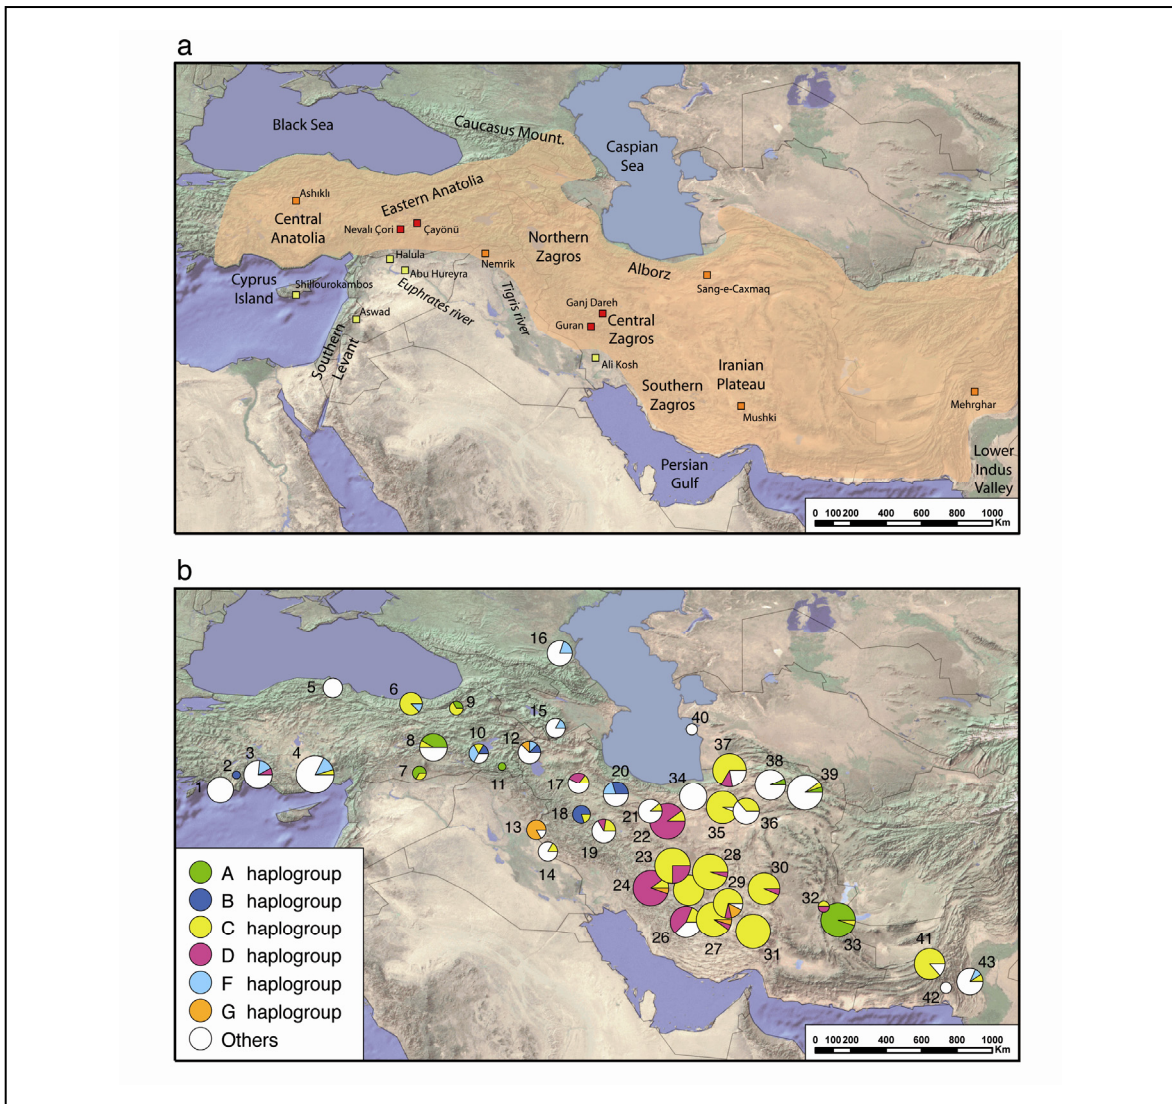 a
Black Sea
Caucasus Mount.
Caspian
Sea
Ashıklı
Eastern Anatolia
Central
Anatolia
Nevalı Çori
Çayönü
Northern
Zagros
Halula
Abu Hureyra
Nemrik
Alborz
Sang-e-Caxmaq
Cyprus
Island
Shillourokambos
Euphrates river
Tigris river
Aswad
Ganj Dareh
Guran
Central
Zagros
Southern
Levant
Ali Kosh
Iranian
Plateau
Southern
Zagros
Mushki
Mehrghar
Persian
Gulf
Lower
Indus
Valley
0 100 200 400 600 800 1000
Km
b
16
5
6
9
40
15
8
10
12
37
38
39
3
4
2
1
7
11
17
20
34
18
21
35
36
13
22
19
14
23
28
30
24
29
32
33
26
27
31
41
43
42
A haplogroup
B haplogroup
C haplogroup
D haplogroup
F haplogroup
G haplogroup
Others
0 100 200 400 600 800 1000
Km